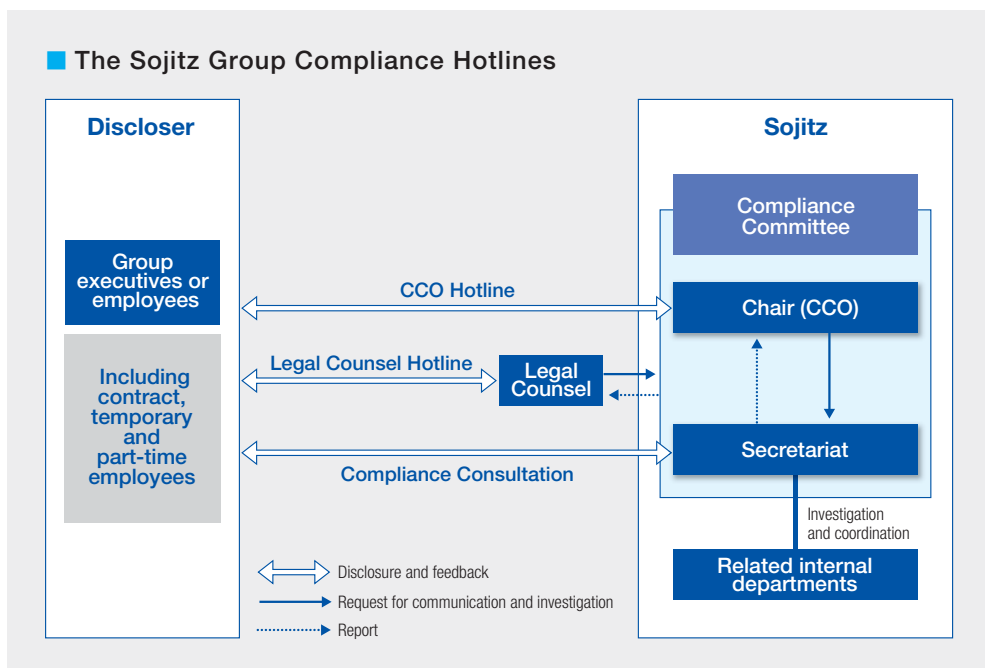 The Sojitz Group Compliance Hotlines
Discloser
Group
executives or
employees
Including
contract,
temporary
and
part-time
employees
CCO Hotline
Legal Counsel Hotline
Legal
Counsel
Compliance Consultation
Sojitz
Compliance
Committee
Chair (CCO)
Secretariat
Investigation
and coordination
Related internal
departments
Disclosure and feedback
Request for communication and investigation
Report